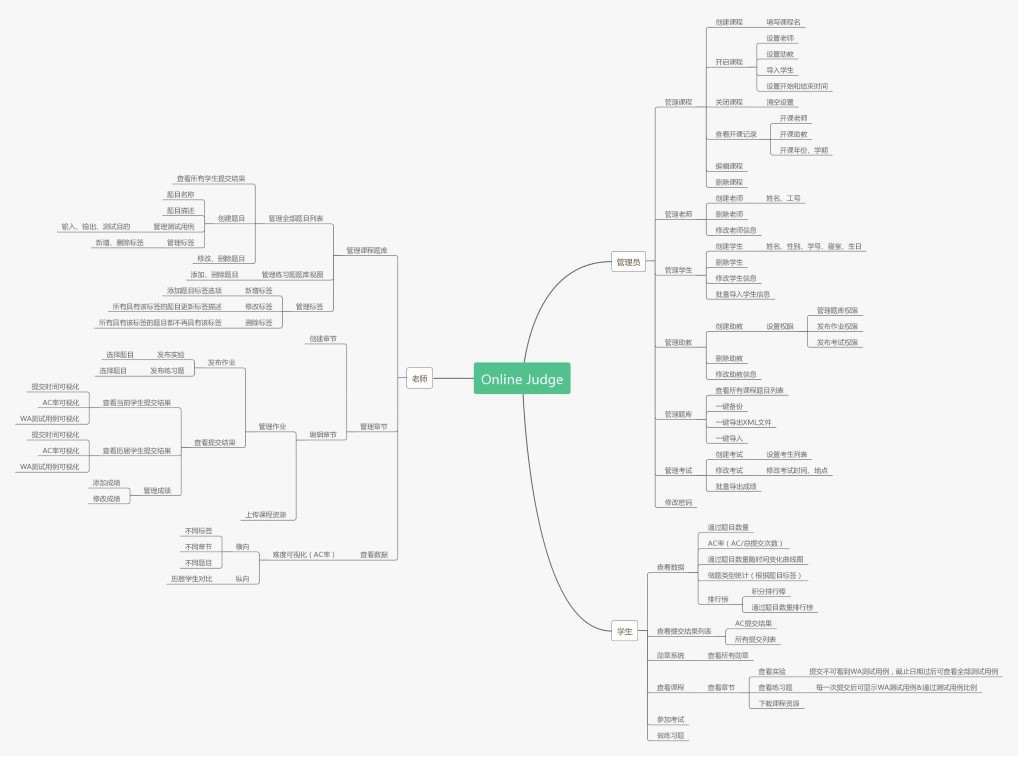 Online Judge
管理员
管理课程
创建课程
填写课程名
开启课程
设置老师
设置助教
导入学生
设置开始和结束时间
关闭课程
清空设置
查看开课记录
开课老师
开课助教
开课年份、学期
编辑课程
删除课程
管理老师
创建老师
姓名、工号
删除老师
修改老师信息
管理学生
创建学生
姓名、性别、学号、寝室、生日
删除学生
修改学生信息
批量导入学生信息
管理助教
创建助教
设置权限
管理题库权限
发布作业权限
发布考试权限
删除助教
修改助教信息
管理题库
查看所有课程题目列表
一键备份
一键导出XML文件
一键导入
管理考试
创建考试
设置考生列表
修改考试
修改考试时间、地点
批量导出成绩
修改密码
学生
查看数据
通过题目数量
AC率（AC/总提交次数）
通过题目数量随时间变化曲线图
做题类型统计（根据题目标签）
排行榜
积分排行榜
通过题目数量排行榜
查看提交结果列表
AC提交结果
所有提交列表
勋章系统
查看所有勋章
查看课程
查看章节
查看实验
提交不可看到WA测试用例，截止日期过后可查看全部测试用例
查看练习题
每一次提交后可显示WA测试用例&通过测试用例比例
下载课程资源
参加考试
做练习题
老师
管理课程题库
管理全部题目列表
查看所有学生提交结果
创建题目
题目名称
题目描述
管理测试用例
输入、输出、测试目的
管理标签
新增、删除标签
修改、删除题目
管理练习题题库视图
添加、删除题目
管理标签
新增标签
添加题目标签选项
修改标签
所有具有该标签的题目更新标签描述
删除标签
所有具有该标签的题目都不再具有该标签
管理章节
创建章节
编辑章节
管理作业
发布作业
发布实验
选择题目
发布练习题
选择题目
查看提交结果
查看当前学生提交结果
提交时间可视化
AC率可视化
WA测试用例可视化
查看历届学生提交结果
提交时间可视化
AC率可视化
WA测试用例可视化
管理成绩
添加成绩
修改成绩
上传课程资源
查看数据
难度可视化（AC率）
横向
不同标签
不同章节
不同题目
纵向
历届学生对比